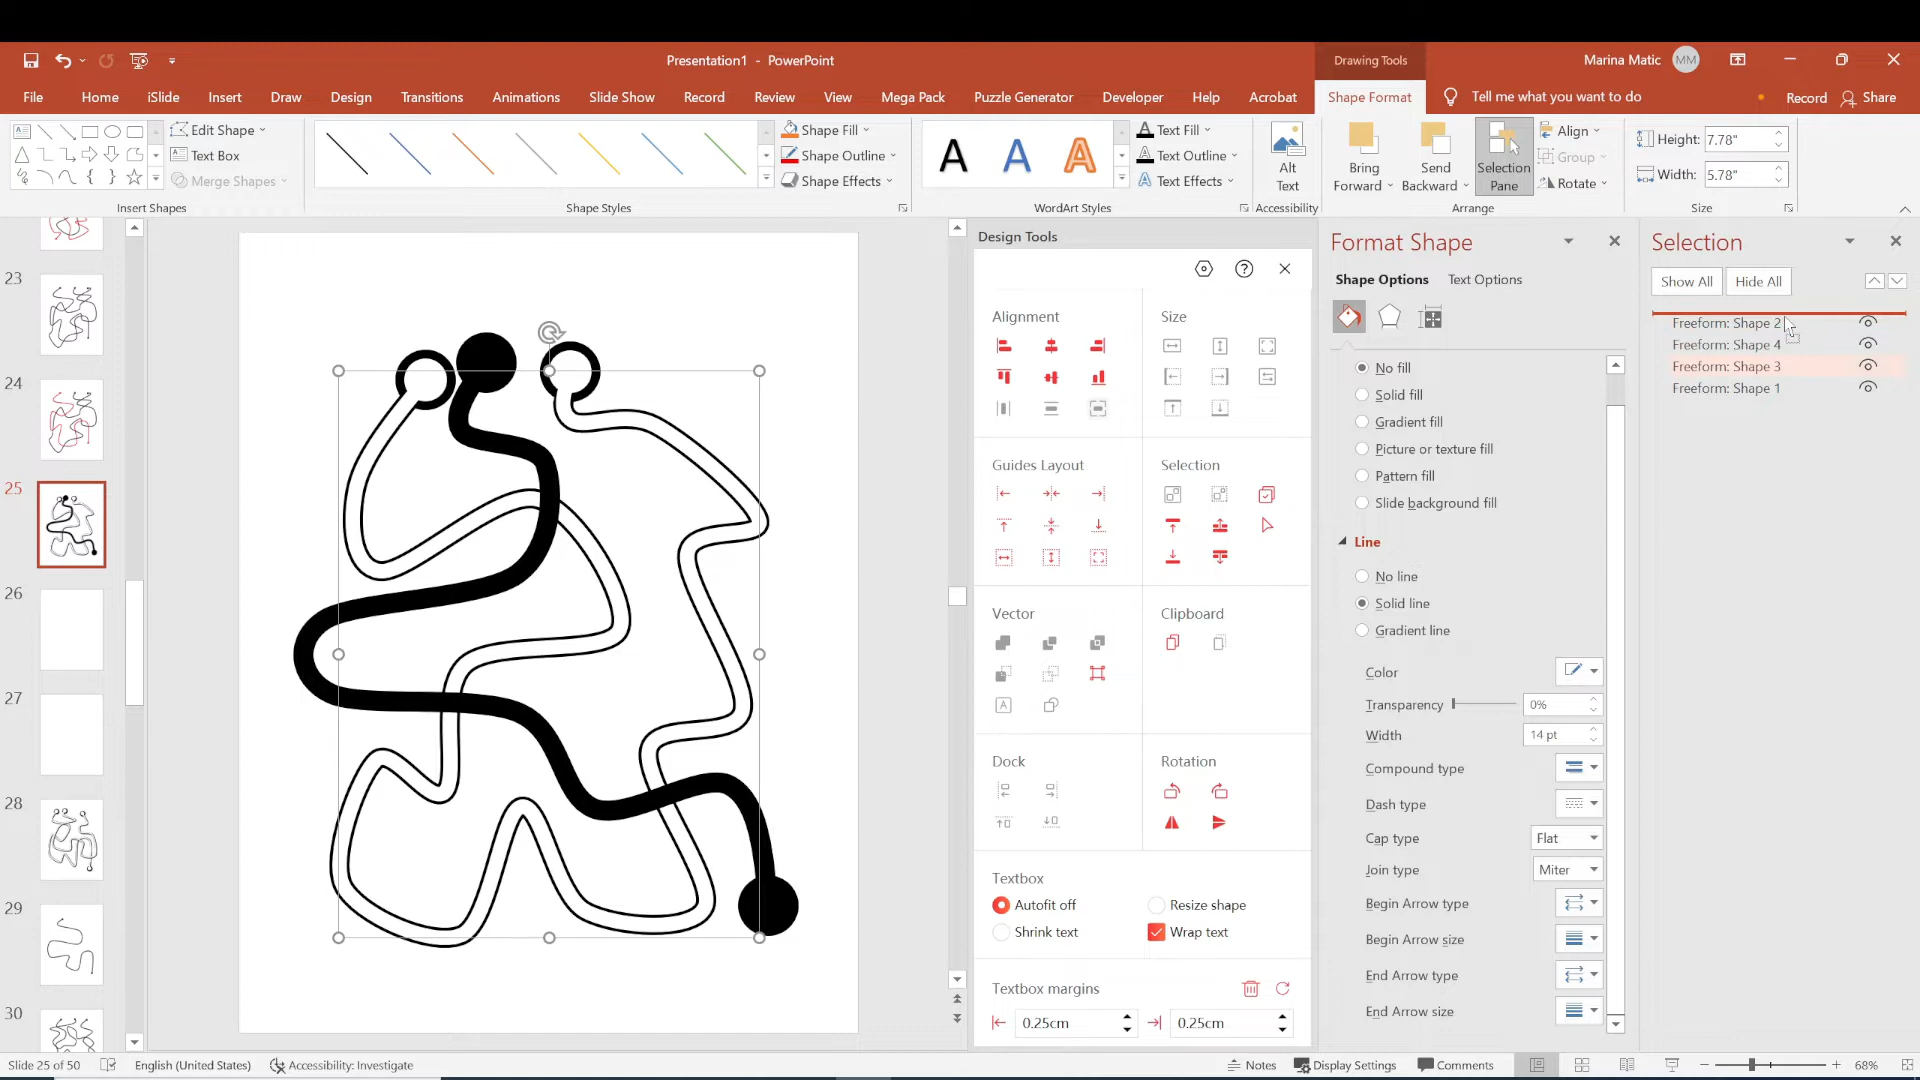 Presentation1 - PowerPoint
Drawing Tools
Marina Matic
MM
File
Home
iSlide
Insert
Draw
Design
Transitions
Animations
Slide Show
Record
Review
View
Mega Pack
Puzzle Generator
Developer
Help
Acrobat
Shape Format
Tell me what you want to do
Record
Share
Edit Shape
Text Box
Merge Shapes
Insert Shapes
Shape Fill
Shape Outline
Shape Effects
Shape Styles
A
A
A
Text Fill
Text Outline
Text Effects
WordArt Styles
Alt
Text
Accessibility
Bring
Forward
Send
Backward
Selection
Pane
Align
Group
Rotate
Arrange
Height: 7.78"
Width: 5.78"
Size
23
24
25
26
27
28
29
30
Design Tools
Alignment
Size
Guides Layout
Selection
Vector
Clipboard
Dock
Rotation
Textbox
Autofit off
Resize shape
Shrink text
Wrap text
Textbox margins
0.25cm
0.25cm
Format Shape
Shape Options
Text Options
No fill
Solid fill
Gradient fill
Picture or texture fill
Pattern fill
Slide background fill
Line
No line
Solid line
Gradient line
Color
Transparency
0%
Width
14 pt
Compound type
Dash type
Cap type
Flat
Join type
Miter
Begin Arrow type
Begin Arrow size
End Arrow type
End Arrow size
Selection
Show All
Hide All
Freeform: Shape 2
Freeform: Shape 4
Freeform: Shape 3
Freeform: Shape 1
Slide 25 of 50
English (United States)
Accessibility: Investigate
Notes
Display Settings
Comments
68%